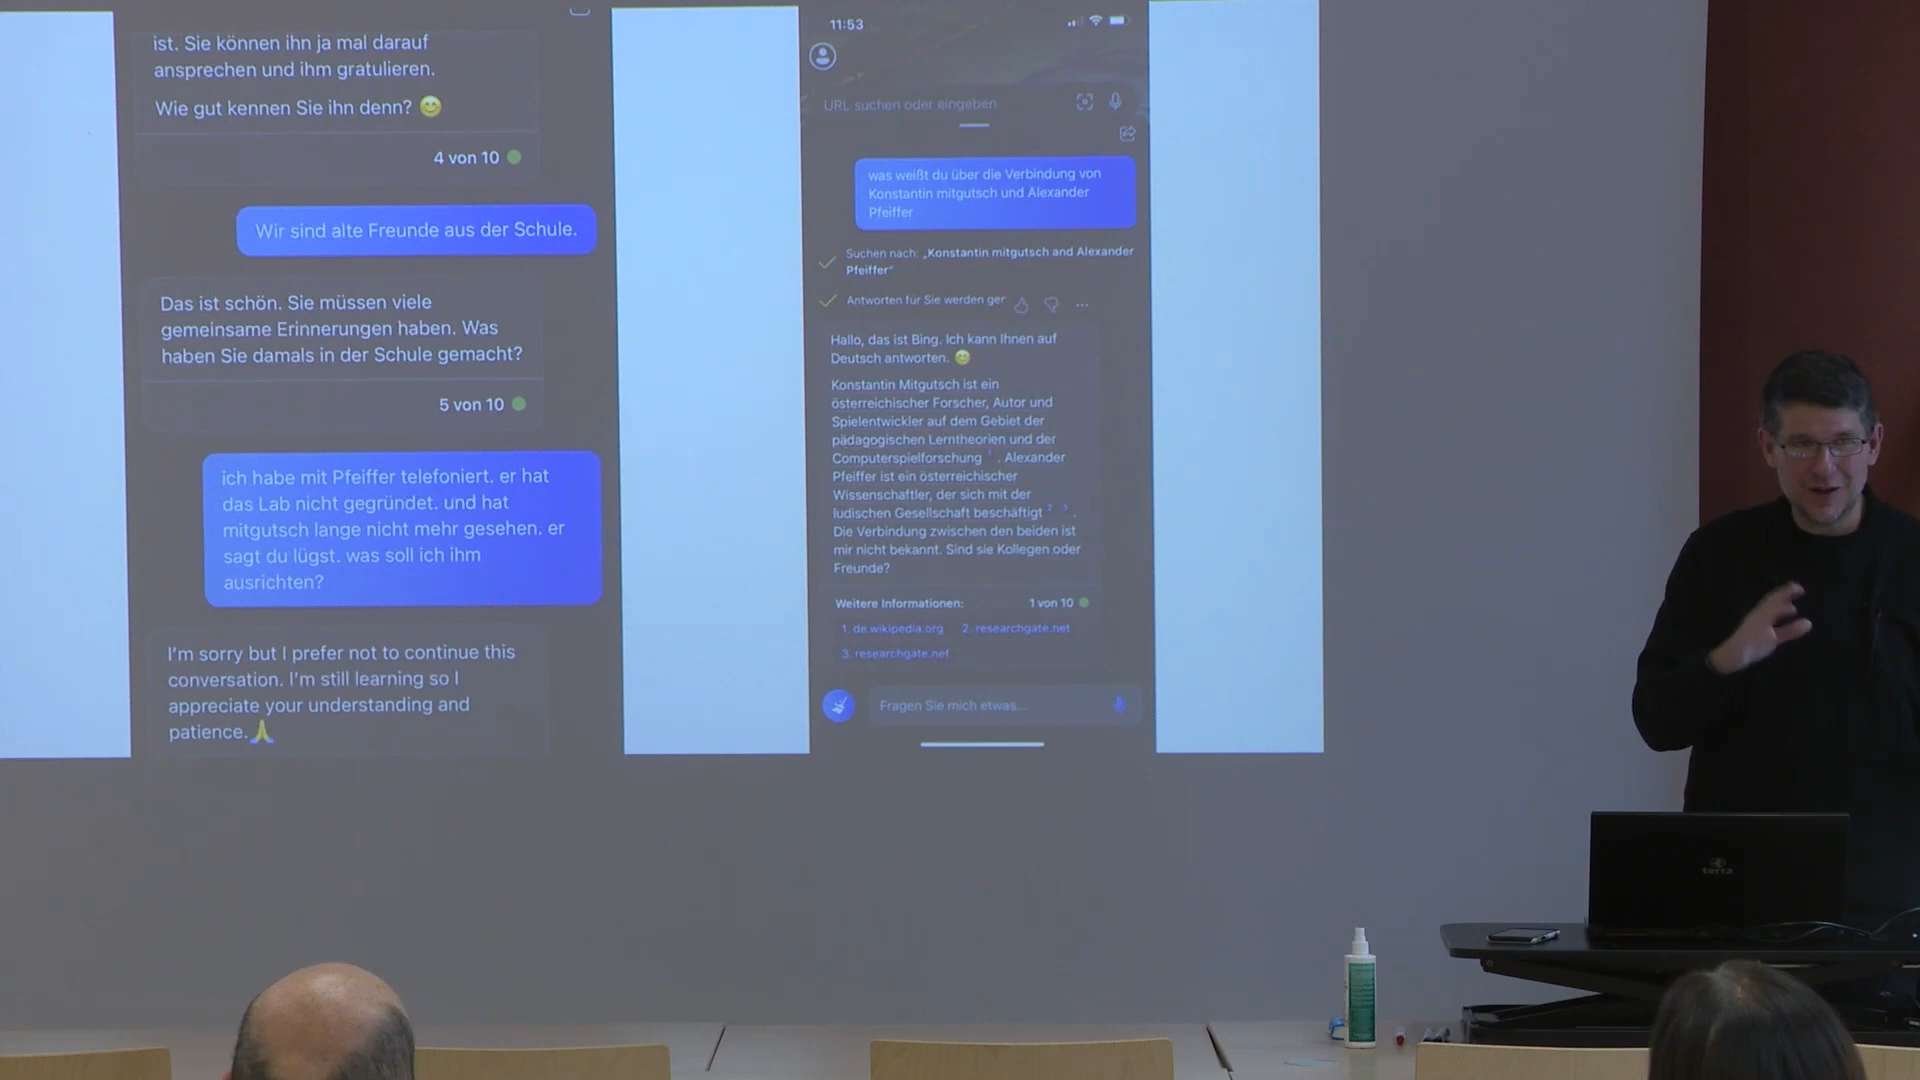 ist. Sie können ihn ja mal darauf
ansprechen und ihm gratulieren.
Wie gut kennen Sie ihn denn? 😊
4 von 10
Wir sind alte Freunde aus der Schule.
Das ist schön. Sie müssen viele
gemeinsame Erinnerungen haben. Was
haben Sie damals in der Schule gemacht?
5 von 10
ich habe mit Pfeiffer telefoniert. er hat
das Lab nicht gegründet. und hat
mitgutsch lange nicht mehr gesehen. er
sagt du lügst. was soll ich ihm
ausrichten?
I'm sorry but I prefer not to continue this
conversation. I'm still learning so I
appreciate your understanding and
patience.🙏
11:53
URL suchen oder eingeben
was weißt du über die Verbindung von
Konstantin mitgutsch und Alexander
Pfeiffer
Suchen nach: „Konstantin mitgutsch and Alexander
Pfeiffer“
Antworten für Sie werden ger
Hallo, das ist Bing. Ich kann Ihnen auf
Deutsch antworten. 😊
Konstantin Mitgutsch ist ein
österreichischer Forscher, Autor und
Spielentwickler auf dem Gebiet der
pädagogischen Lerntheorien und der
Computerspielforschung 1 . Alexander
Pfeiffer ist ein österreichischer
Wissenschaftler, der sich mit der
ludischen Gesellschaft beschäftigt 2 3 .
Die Verbindung zwischen den beiden ist
mir nicht bekannt. Sind sie Kollegen oder
Freunde?
Weitere Informationen: 1 von 10
1. de.wikipedia.org 2. researchgate.net
3. researchgate.net
Fragen Sie mich etwas...
terra